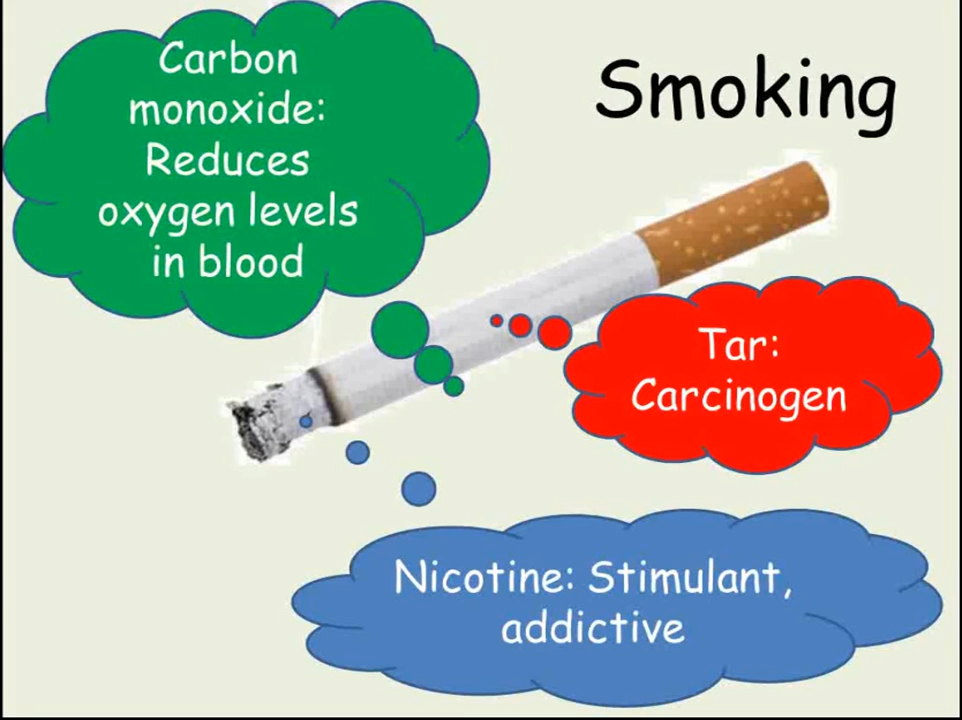 Smoking
Carbon
monoxide:
Reduces
oxygen levels
in blood
Tar:
Carcinogen
Nicotine: Stimulant,
addictive